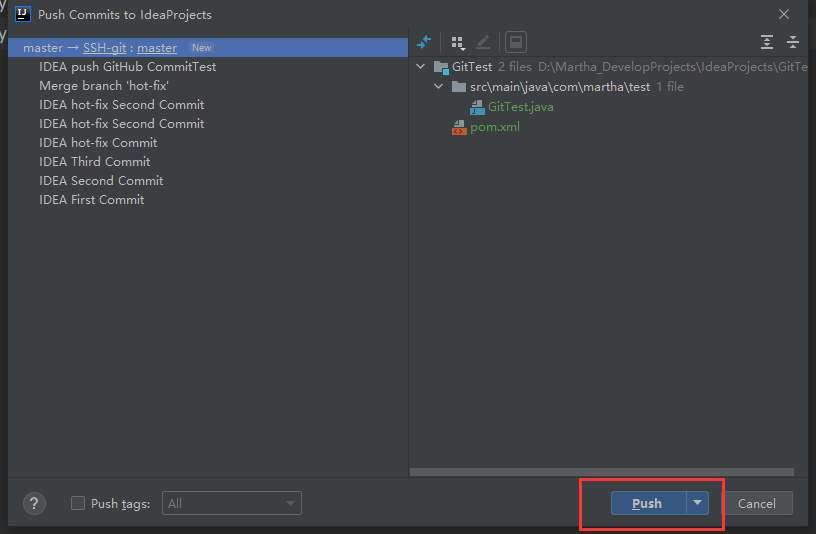 Push Commits to IdeaProjects
master → SSH-git : master New
IDEA push GitHub CommitTest
Merge branch 'hot-fix'
IDEA hot-fix Second Commit
IDEA hot-fix Second Commit
IDEA hot-fix Commit
IDEA Third Commit
IDEA Second Commit
IDEA First Commit
GitTest 2 files D:\Martha_DevelopProjects\IdeaProjects\GitTe
src\main\java\com\martha\test 1 file
GitTest.java
pom.xml
? Push tags: All
Push Cancel